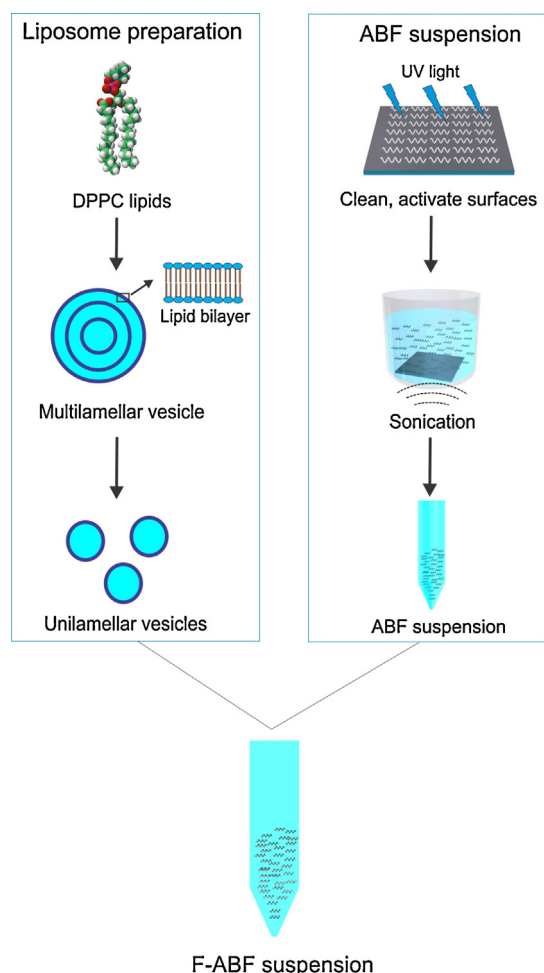 Liposome preparation
DPPC lipids
Lipid bilayer
Multilamellar vesicle
Unilamellar vesicles
ABF suspension
UV light
Clean, activate surfaces
Sonication
ABF suspension
F-ABF suspension